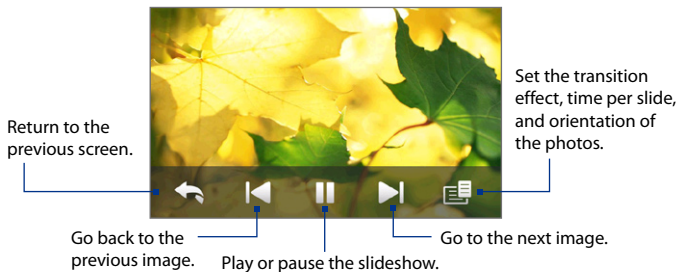 Set the transition
effect, time per slide,
and orientation of
the photos.
Return to the
previous screen.
Go back to the
previous image.
Play or pause the slideshow.
Go to the next image.